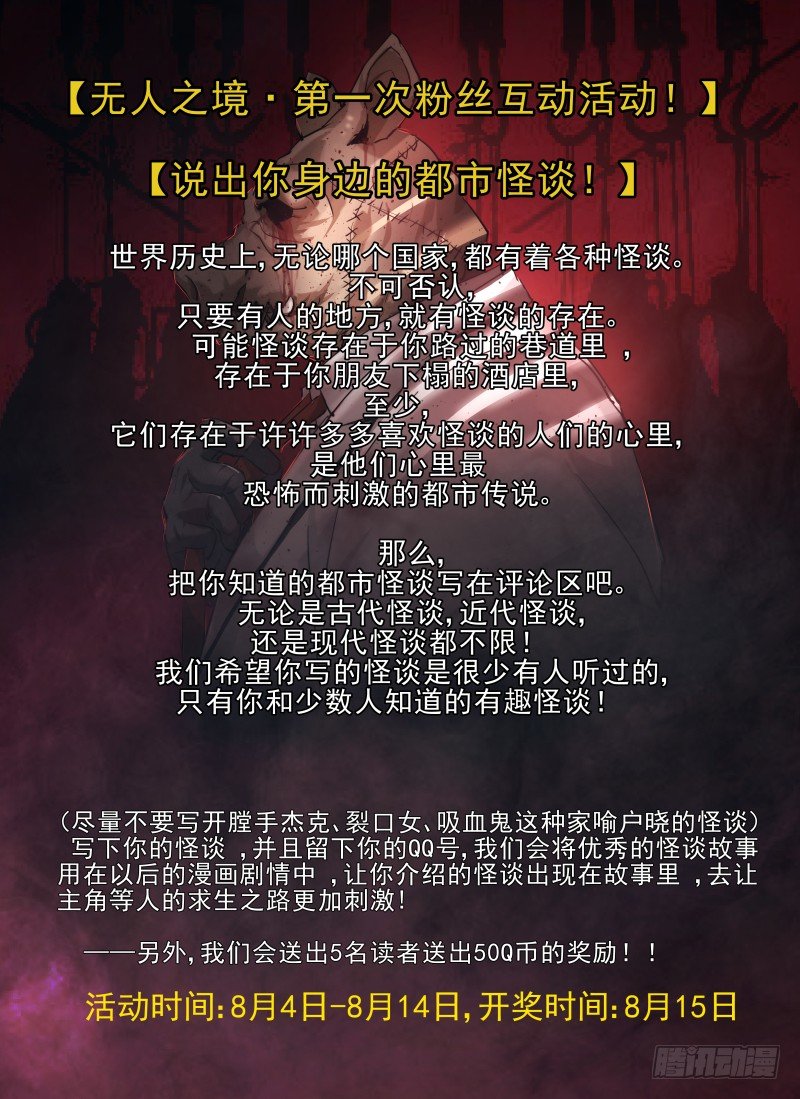 【无人之境·第一次粉丝互动活动！】
【说出你身边的都市怪谈！】
世界历史上,无论哪个国家,都有着各种怪谈。
不可否认,
只要有人的地方,就有怪谈的存在。
可能怪谈存在于你路过的巷道里 ,
存在于你朋友下榻的酒店里,
至少,
它们存在于许许多多喜欢怪谈的人们的心里,
是他们心里最
恐怖而刺激的都市传说。
那么,
把你知道的都市怪谈写在评论区吧。
无论是古代怪谈,近代怪谈,
还是现代怪谈都不限！
我们希望你写的怪谈是很少有人听过的,
只有你和少数人知道的有趣怪谈！
（尽量不要写开膛手杰克、裂口女、吸血鬼这种家喻户晓的怪谈）
写下你的怪谈 ,并且留下你的QQ号,我们会将优秀的怪谈故事
用在以后的漫画剧情中 ,让你介绍的怪谈出现在故事里 ,去让
主角等人的求生之路更加刺激!
——另外,我们会送出5名读者送出50Q币的奖励！！
活动时间:8月4日-8月14日,开奖时间:8月15日
腾讯动漫